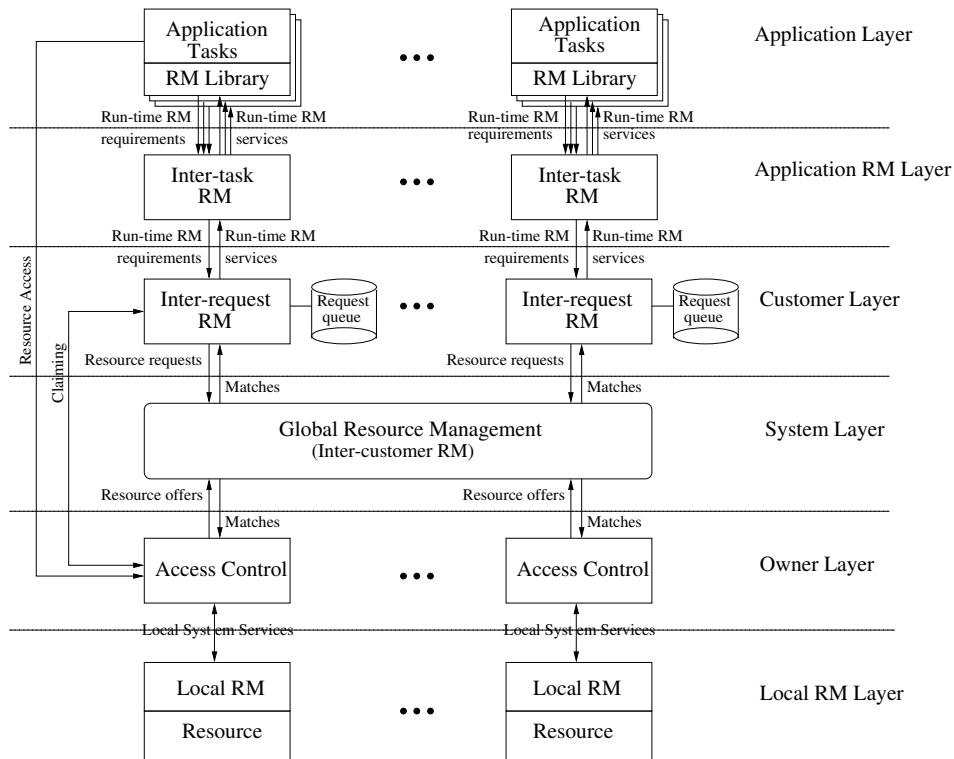 Application
Tasks
RM Library
Application
Tasks
RM Library
Application Layer
Run-time RM
requirements
Run-time RM
services
Run-time RM
requirements
Run-time RM
services
Inter-task
RM
Inter-task
RM
Application RM Layer
Run-time RM
requirements
Run-time RM
services
Run-time RM
requirements
Run-time RM
services
Resource Access
Claiming
Inter-request
RM
Request
queue
Inter-request
RM
Request
queue
Customer Layer
Resource requests
Matches
Resource requests
Matches
Global Resource Management
(Inter-customer RM)
System Layer
Resource offers
Matches
Resource offers
Matches
Access Control
Access Control
Owner Layer
Local System Services
Local System Services
Local RM
Resource
Local RM
Resource
Local RM Layer